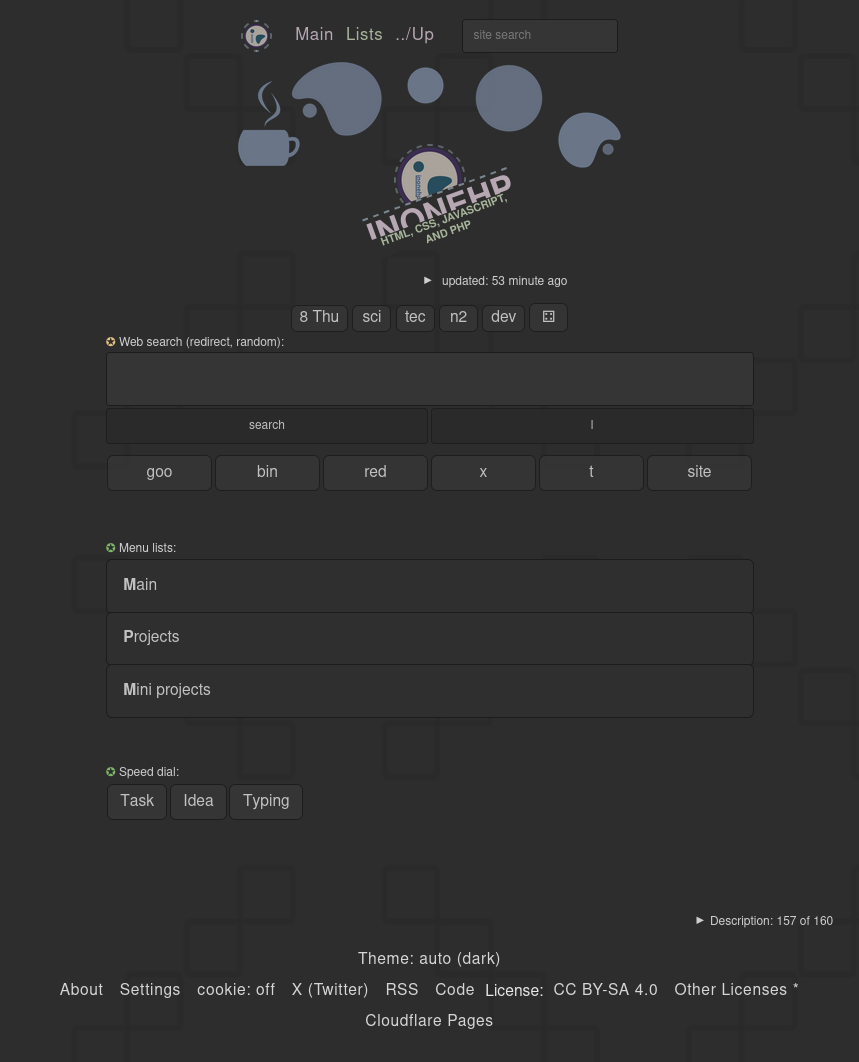 Main Lists ../Up site search
INONEHP
HTML, CSS, JAVASCRIPT,
AND PHP
► updated: 53 minute ago
8 Thu sci tec n2 dev ⚃
✪ Web search (redirect, random):
search l
goo bin red x t site
✪ Menu lists:
Main
Projects
Mini projects
✪ Speed dial:
Task Idea Typing
► Description: 157 of 160
Theme: auto (dark)
About Settings cookie: off X (Twitter) RSS Code License: CC BY-SA 4.0 Other Licenses *
Cloudflare Pages